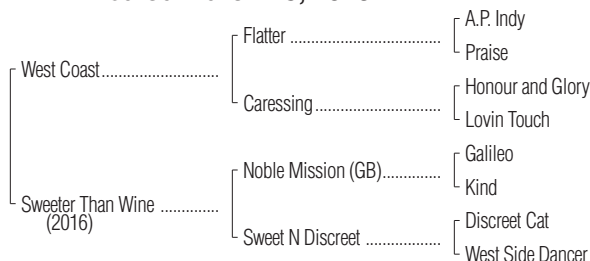 A.P. Indy
Flatter
Praise
West Coast
Honour and Glory
Caressing
Lovin Touch
Galileo
Noble Mission (GB)
Kind
Sweeter Than Wine
(2016)
Discreet Cat
Sweet N Discreet
West Side Dancer